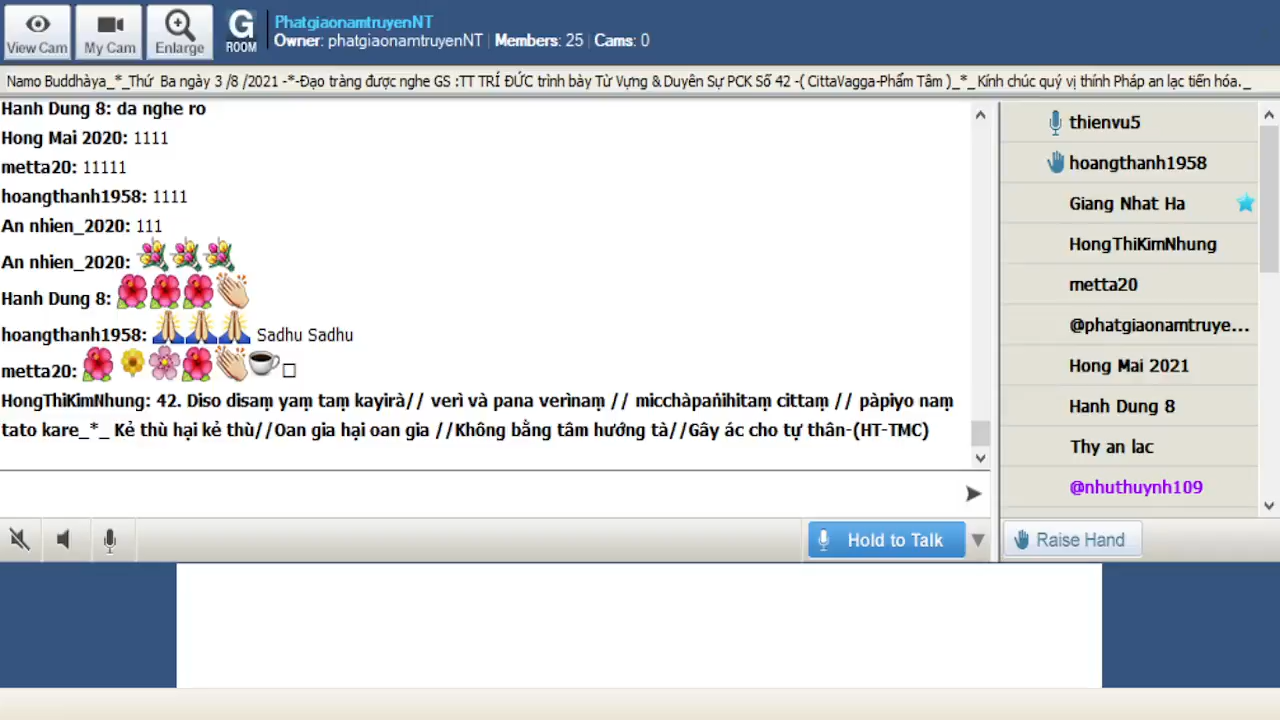 View Cam
My Cam
Enlarge
G
ROOM
PhatgiaonamtruyenNT
Owner: phatgiaonamtruyenNT | Members: 25 | Cams: 0
Namo Buddhàya_*_Thứ Ba ngày 3 /8 /2021 -*-Đạo tràng được nghe GS :TT TRÍ ĐỨC trình bày Từ Vựng & Duyên Sự PCK Số 42 -( CittaVagga-Phẩm Tâm )_*_ Kính chúc quý vị thính Pháp an lạc tiến hóa._
Hanh Dung 8: da nghe ro
Hong Mai 2020: 1111
metta20: 11111
hoangthanh1958: 1111
An nhien_2020: 111
An nhien_2020:
Hanh Dung 8:
hoangthanh1958: Sadhu Sadhu
metta20:
HongThiKimNhung: 42. Diso disaṃ yaṃ taṃ kayirà// verì và pana verìnaṃ // micchàpaṅihitaṃ cittaṃ // pàpiyo naṃ
tato kare_*_ Kẻ thù hại kẻ thù//Oan gia hại oan gia //Không bằng tâm hướng tà//Gây ác cho tự thân-(HT-TMC)
Hold to Talk
thienvu5
hoangthanh1958
Giang Nhat Ha
HongThiKimNhung
metta20
@phatgiaonamtruye...
Hong Mai 2021
Hanh Dung 8
Thy an lac
@nhuthuynh109
Raise Hand